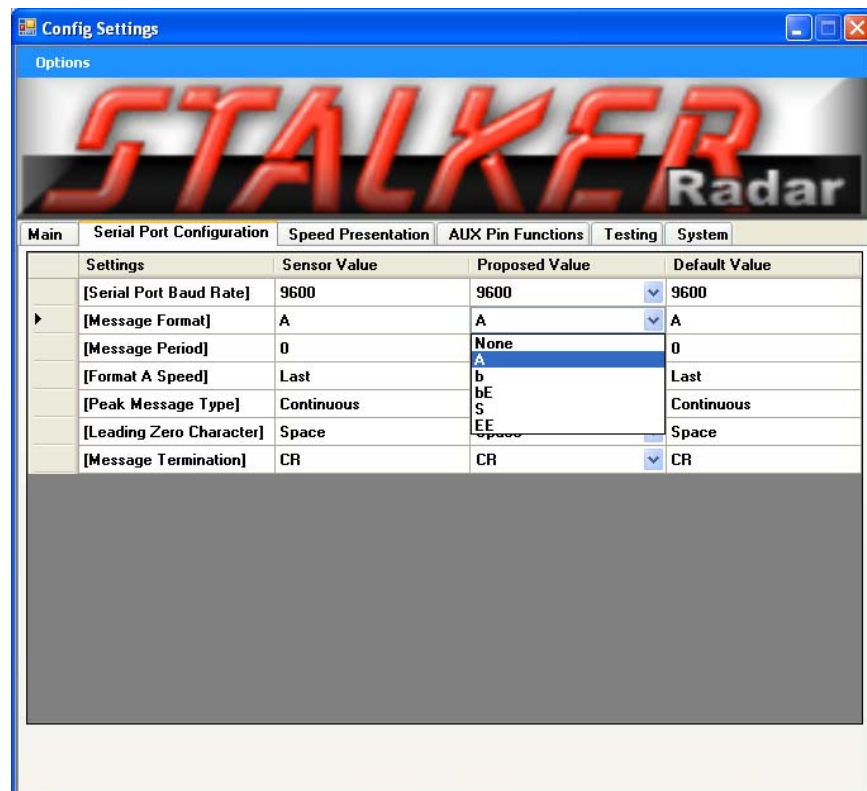 Config Settings
Options
STALKER
Radar
Main Serial Port Configuration Speed Presentation AUX Pin Functions Testing System
Settings Sensor Value Proposed Value Default Value
[Serial Port Baud Rate] 9600 9600 9600
[Message Format] A A A
[Message Period] 0 0
None
A
[Format A Speed] Last Last
b
bE
[Peak Message Type] Continuous Continuous
S
EE
[Leading Zero Character] Space Space Space
[Message Termination] CR CR CR